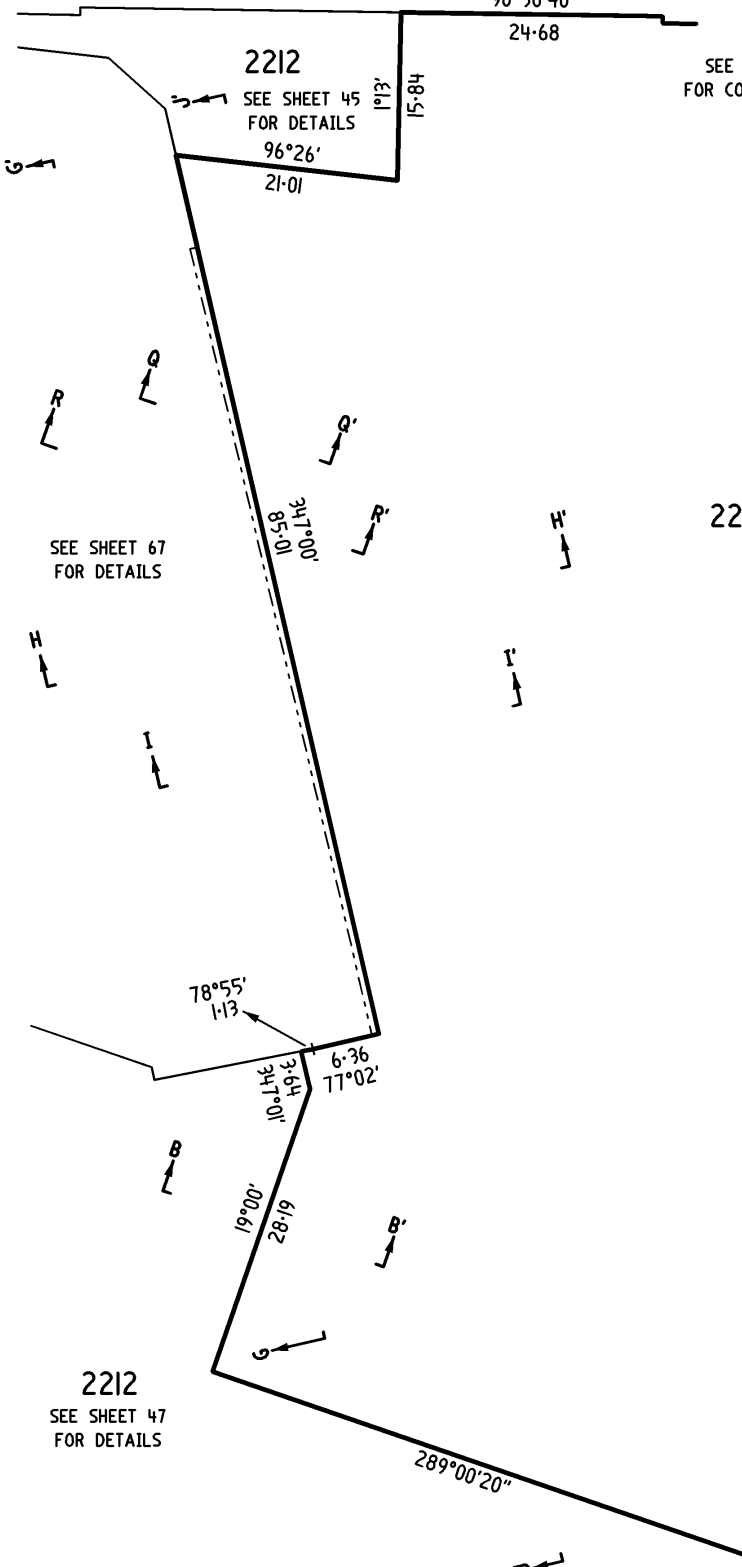 24·68
2212
SEE
FOR CO
J'
SEE SHEET 45
FOR DETAILS
1°13'
15·84
96°26'
21·01
G'
Q
R
Q'
R'
H'
22
347°00'
85·01
SEE SHEET 67
FOR DETAILS
H
I'
I
78°55'
1·13
6·36
77°02'
3·64
347°01'
B
19°00'
28·19
B'
G
2212
SEE SHEET 47
FOR DETAILS
289°00'20"